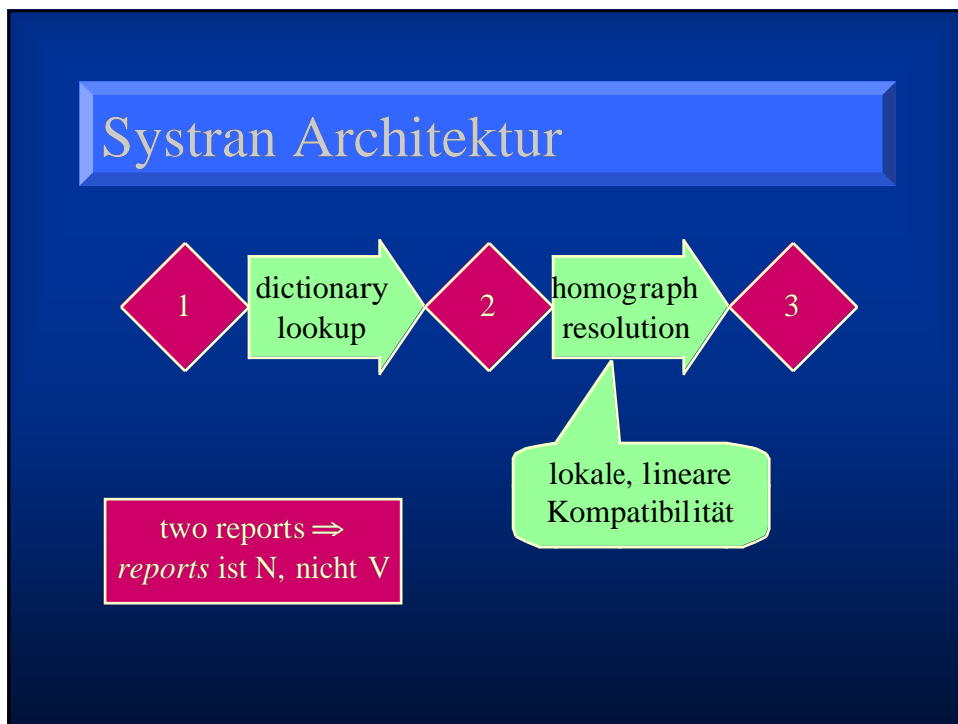 Systran Architektur
1
dictionary
lookup
2
homograph
resolution
3
lokale, lineare
Kompatibilität
two reports ⇒
reports ist N, nicht V